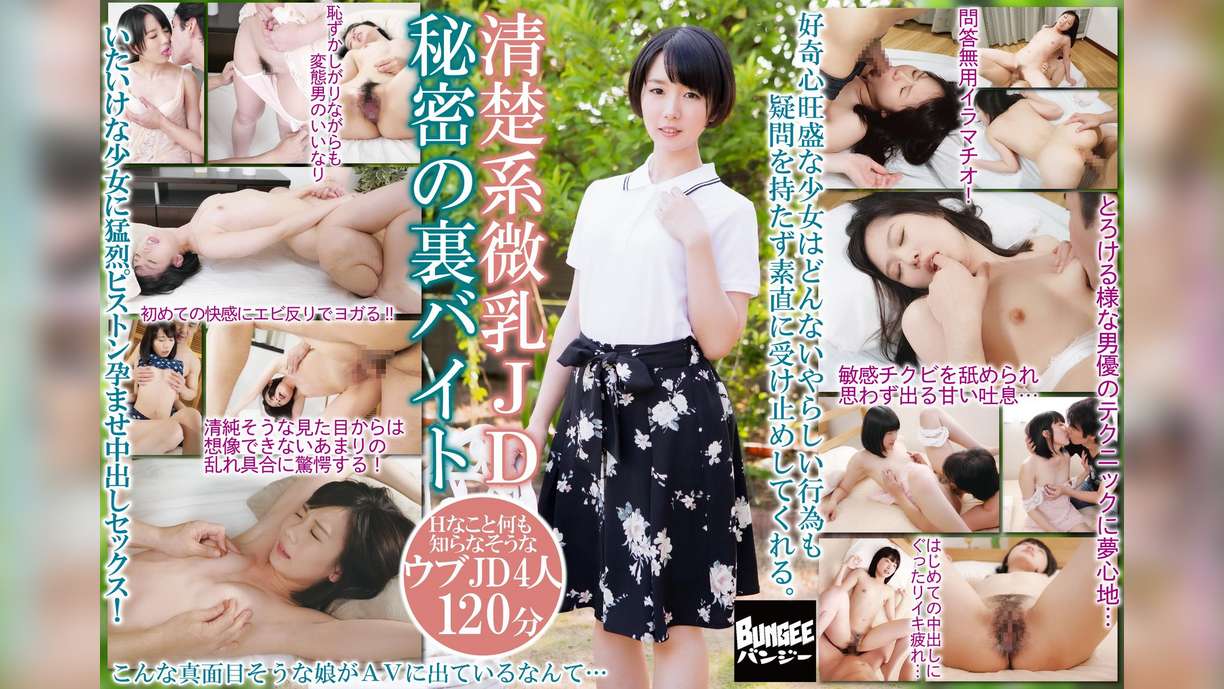 清楚系微乳JD
秘密の裏バイト
恥ずかしがりながらも
変態男のいいなり
いたいけな少女に猛烈ピストン孕ませ中出しセックス！
初めての快感にエビ反りでヨガる!!
清純そうな見た目からは
想像できないあまりの
乱れ具合に驚愕する！
Hなこと何も
知らなそうな
ウブJD4人
120分
こんな真面目そうな娘がAVに出ているなんて…
好奇心旺盛な少女はどんないやらしい行為も
疑問を持たず素直に受け止めてくれる。
問答無用イラマチオ！
とろける様な男優のテクニックに夢心地…
敏感チクビを舐められ
思わず出る甘い吐息…
はじめての中出しに
ぐったりイキ疲れ…
BUNGEE
バンジー